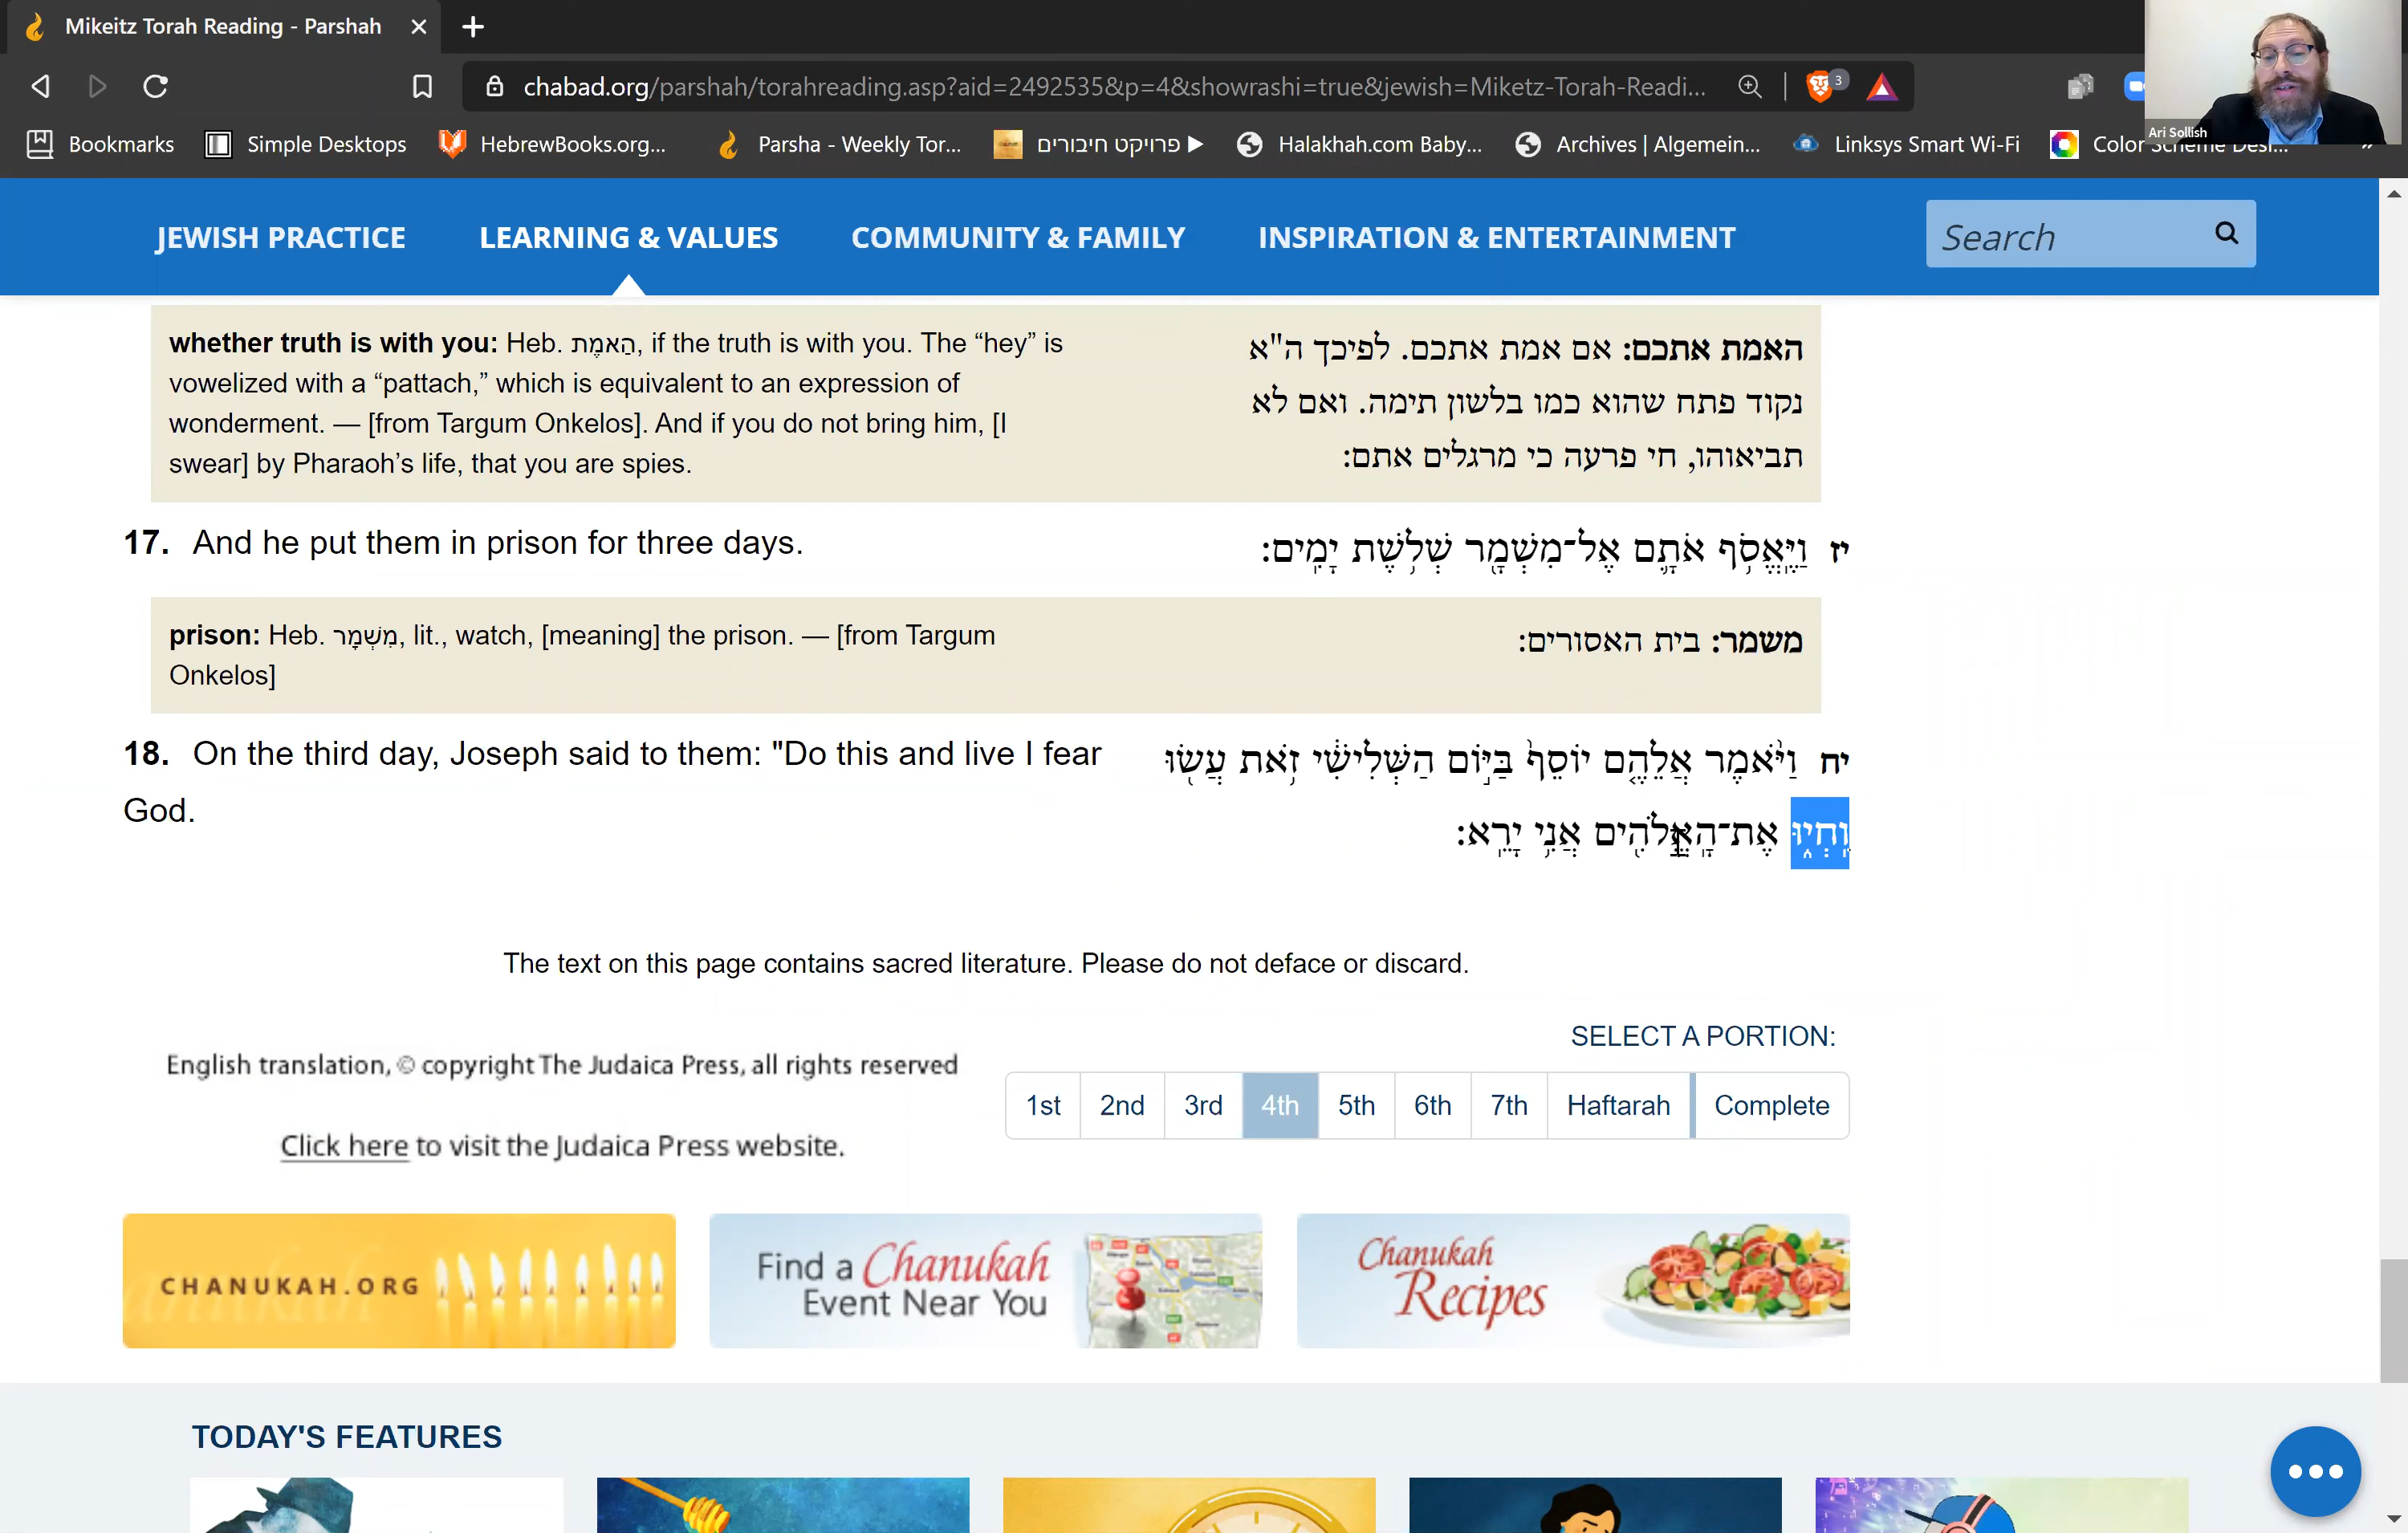 Mikeitz Torah Reading - Parshah
chabad.org/parshah/torahreading.asp?aid=2492535&p=4&showrashi=true&jewish=Miketz-Torah-Readi...
3
Ari Sollish
Bookmarks Simple Desktops HebrewBooks.org... Parsha - Weekly Tor... פרויקט חיבורים Halakhah.com Baby... Archives | Algemein... Linksys Smart Wi-Fi Color Scheme Desi... »
JEWISH PRACTICE LEARNING & VALUES COMMUNITY & FAMILY INSPIRATION & ENTERTAINMENT Search
whether truth is with you: Heb. הַאֱמֶת, if the truth is with you. The “hey” is
vowelized with a “pattach,” which is equivalent to an expression of
wonderment. — [from Targum Onkelos]. And if you do not bring him, [I
swear] by Pharaoh’s life, that you are spies.
האמת אתכם: אם אמת אתכם. לפיכך ה"א
נקוד פתח שהוא כמו בלשון תימה. ואם לא
תביאוהו, חי פרעה כי מרגלים אתם:
17. And he put them in prison for three days.
יז וַיֶּֽאֱסֹ֥ף אֹתָ֛ם אֶל־מִשְׁמָ֖ר שְׁל֥שֶׁת יָמִֽים:
prison: Heb. מִשְׁמָר, lit., watch, [meaning] the prison. — [from Targum
Onkelos]
משמר: בית האסורים:
18. On the third day, Joseph said to them: "Do this and live I fear
God.
יח וַיֹּ֨אמֶר אֲלֵהֶ֤ם יוֹסֵף֙ בַּיּ֣וֹם הַשְּׁלִישִׁ֔י זֹ֥את עֲשׂ֖וּ
וִֽחְי֑וּ אֶת־הָֽאֱלֹהִ֖ים אֲנִ֥י יָרֵֽא:
The text on this page contains sacred literature. Please do not deface or discard.
SELECT A PORTION:
English translation, © copyright The Judaica Press, all rights reserved
1st 2nd 3rd 4th 5th 6th 7th Haftarah Complete
Click here to visit the Judaica Press website.
CHANUKAH.ORG
Find a Chanukah
Event Near You
Chanukah
Recipes
TODAY'S FEATURES